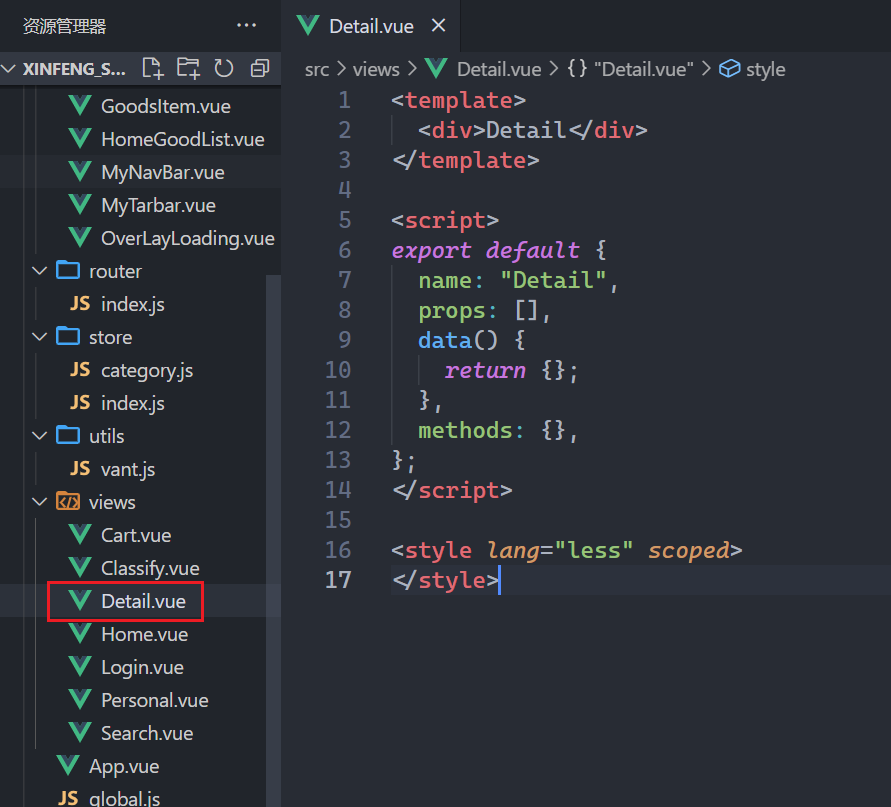 资源管理器 ···
XINFENG_S...
GoodsItem.vue
HomeGoodList.vue
MyNavBar.vue
MyTarbar.vue
OverLayLoading.vue
router
JS index.js
store
JS category.js
JS index.js
utils
JS vant.js
views
Cart.vue
Classify.vue
Detail.vue
Home.vue
Login.vue
Personal.vue
Search.vue
App.vue
JS global.js
Detail.vue ×
src > views > Detail.vue > {} "Detail.vue" > style
1 <template>
2   <div>Detail</div>
3 </template>
4
5 <script>
6 export default {
7   name: "Detail",
8   props: [],
9   data() {
10     return {};
11   },
12   methods: {},
13 };
14 </script>
15
16 <style lang="less" scoped>
17 </style>